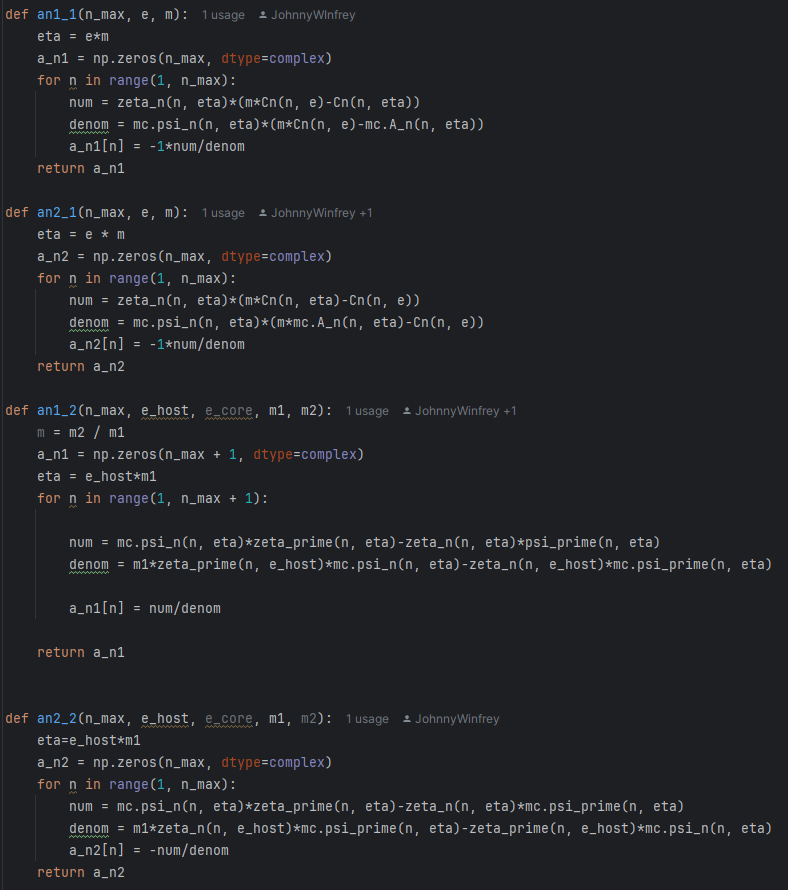 def an1_1(n_max, e, m): 1 usage JohnnyWInfrey
    eta = e*m
    a_n1 = np.zeros(n_max, dtype=complex)
    for n in range(1, n_max):
        num = zeta_n(n, eta)*(m*Cn(n, e)-Cn(n, eta))
        denom = mc.psi_n(n, eta)*(m*Cn(n, e)-mc.A_n(n, eta))
        a_n1[n] = -1*num/denom
    return a_n1
def an2_1(n_max, e, m): 1 usage JohnnyWinfrey +1
    eta = e * m
    a_n2 = np.zeros(n_max, dtype=complex)
    for n in range(1, n_max):
        num = zeta_n(n, eta)*(m*Cn(n, eta)-Cn(n, e))
        denom = mc.psi_n(n, eta)*(m*mc.A_n(n, eta)-Cn(n, e))
        a_n2[n] = -1*num/denom
    return a_n2
def an1_2(n_max, e_host, e_core, m1, m2): 1 usage JohnnyWinfrey +1
    m = m2 / m1
    a_n1 = np.zeros(n_max + 1, dtype=complex)
    eta = e_host*m1
    for n in range(1, n_max + 1):
        num = mc.psi_n(n, eta)*zeta_prime(n, eta)-zeta_n(n, eta)*psi_prime(n, eta)
        denom = m1*zeta_prime(n, e_host)*mc.psi_n(n, eta)-zeta_n(n, e_host)*mc.psi_prime(n, eta)
        a_n1[n] = num/denom
    return a_n1
def an2_2(n_max, e_host, e_core, m1, m2): 1 usage JohnnyWinfrey
    eta=e_host*m1
    a_n2 = np.zeros(n_max, dtype=complex)
    for n in range(1, n_max):
        num = mc.psi_n(n, eta)*zeta_prime(n, eta)-zeta_n(n, eta)*mc.psi_prime(n, eta)
        denom = m1*zeta_n(n, e_host)*mc.psi_prime(n, eta)-zeta_prime(n, e_host)*mc.psi_n(n, eta)
        a_n2[n] = -num/denom
    return a_n2